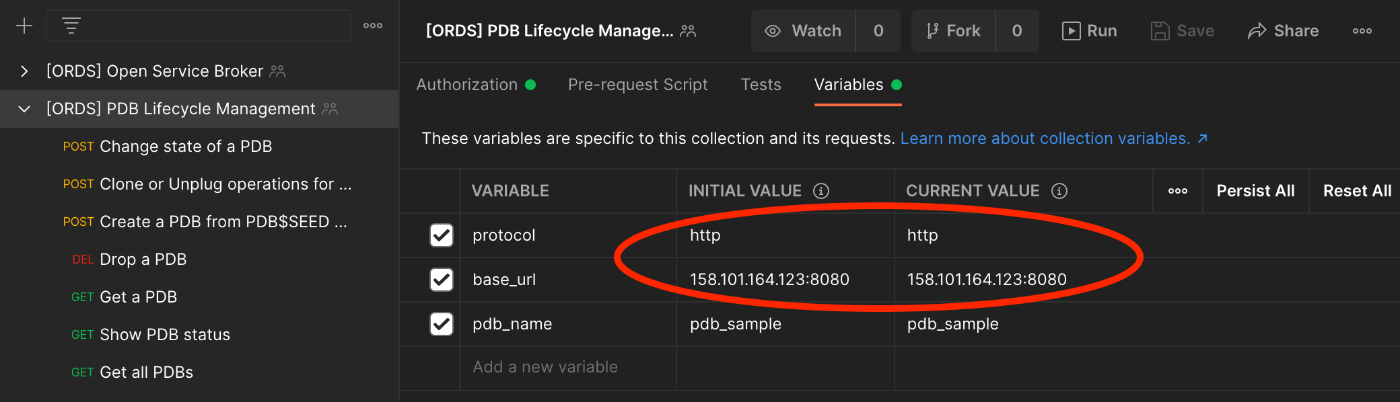 [ORDS] Open Service Broker
[ORDS] PDB Lifecycle Management
POST Change state of a PDB
POST Clone or Unplug operations for ...
POST Create a PDB from PDB$SEED ...
DEL Drop a PDB
GET Get a PDB
GET Show PDB status
GET Get all PDBs
[ORDS] PDB Lifecycle Manage... Watch 0 Fork 0 Run Save Share
Authorization Pre-request Script Tests Variables
These variables are specific to this collection and its requests. Learn more about collection variables. ↗
VARIABLE INITIAL VALUE CURRENT VALUE Persist All Reset All
protocol http http
base_url 158.101.164.123:8080 158.101.164.123:8080
pdb_name pdb_sample pdb_sample
Add a new variable